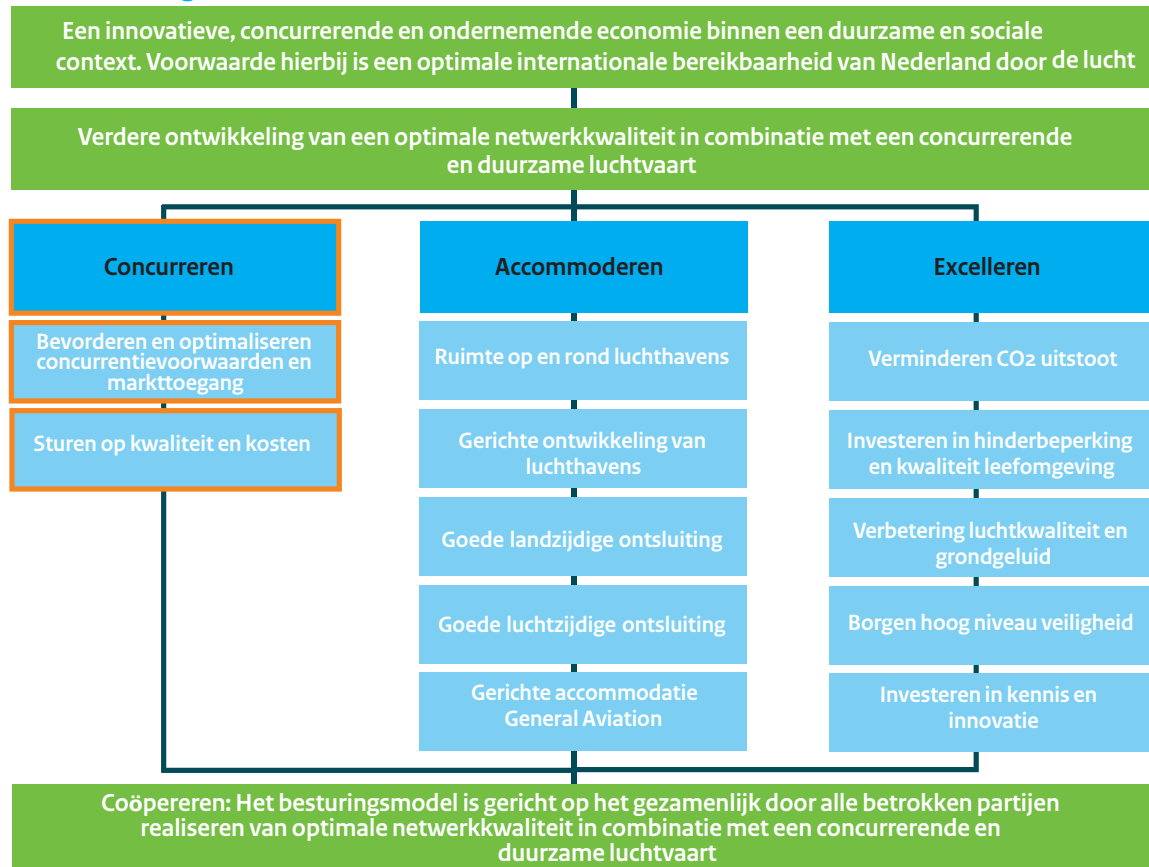 Een innovatieve, concurrerende en ondernemende economie binnen een duurzame en sociale
context. Voorwaarde hierbij is een optimale internationale bereikbaarheid van Nederland door de lucht
Verdere ontwikkeling van een optimale netwerkkwaliteit in combinatie met een concurrerende
en duurzame luchtvaart
Concurreren
Bevorderen en optimaliseren
concurrentievoorwaarden en
markttoegang
Sturen op kwaliteit en kosten
Accommoderen
Ruimte op en rond luchthavens
Gerichte ontwikkeling van
luchthavens
Goede landzijdige ontsluiting
Goede luchtzijdige ontsluiting
Gerichte accommodatie
General Aviation
Excelleren
Verminderen CO2 uitstoot
Investeren in hinderbeperking
en kwaliteit leefomgeving
Verbetering luchtkwaliteit en
grondgeluid
Borgen hoog niveau veiligheid
Investeren in kennis en
innovatie
Coöpereren: Het besturingsmodel is gericht op het gezamenlijk door alle betrokken partijen
realiseren van optimale netwerkkwaliteit in combinatie met een concurrerende en
duurzame luchtvaart